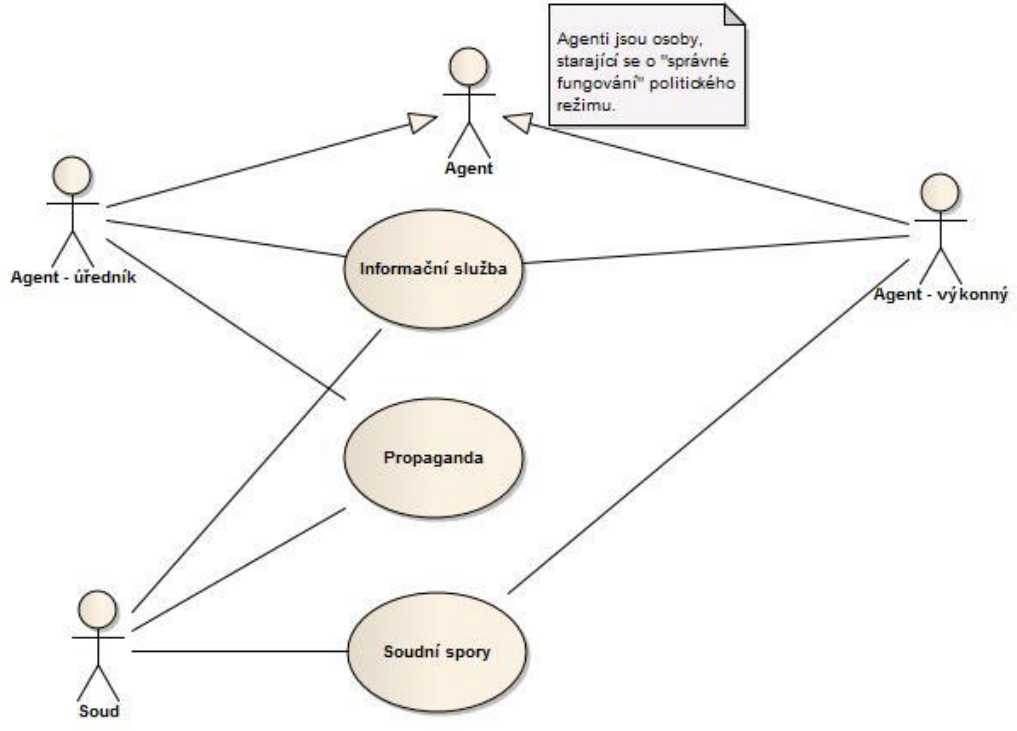 Agenti jsou osoby,
starající se o "správné
fungování" politického
režimu.
Agent
Agent - úředník
Informační služba
Agent - výkonný
Propaganda
Soudní spory
Soud